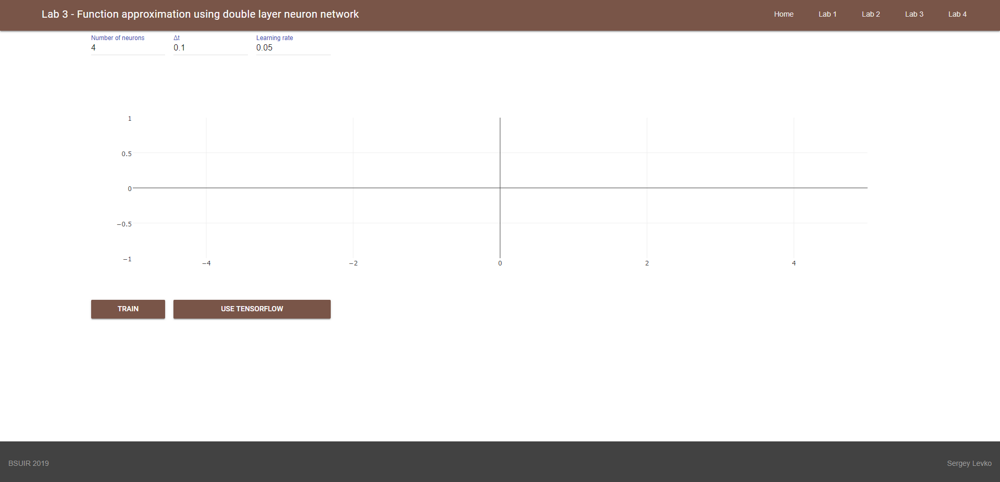 Lab 3 - Function approximation using double layer neuron network
Home Lab 1 Lab 2 Lab 3 Lab 4
Number of neurons Δt Learning rate
4 0.1 0.05
1
0.5
0
−0.5
−1
−4 −2 0 2 4
TRAIN USE TENSORFLOW
BSUIR 2019 Sergey Levko